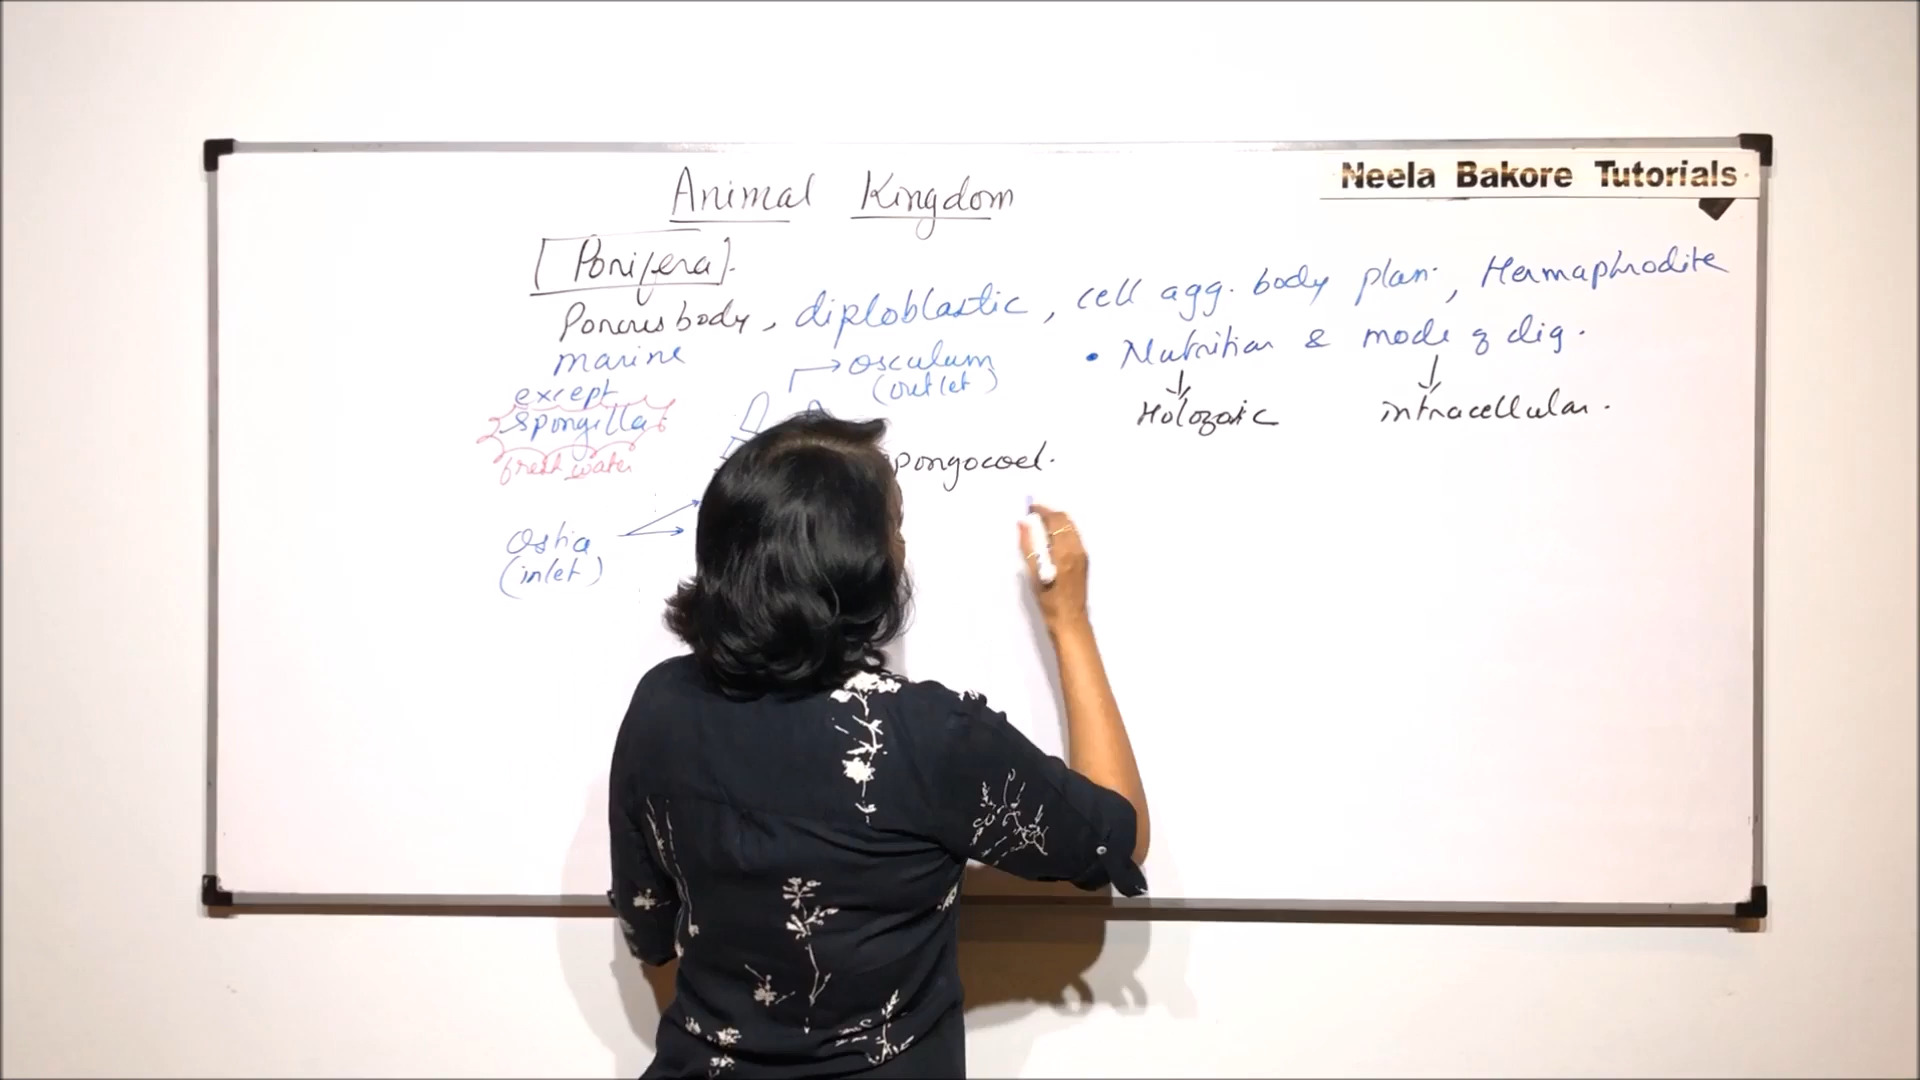 Neela Bakore Tutorials
Animal Kingdom
[Porifera].
Porous body, diploblastic, cell agg. body plan, Hermaphrodite
marine
except
Spongilla
fresh water
osculum
(outlet)
pongocoel.
Ostia
(inlet)
• Nutrition & mode of dig.
Holozoic intracellular.